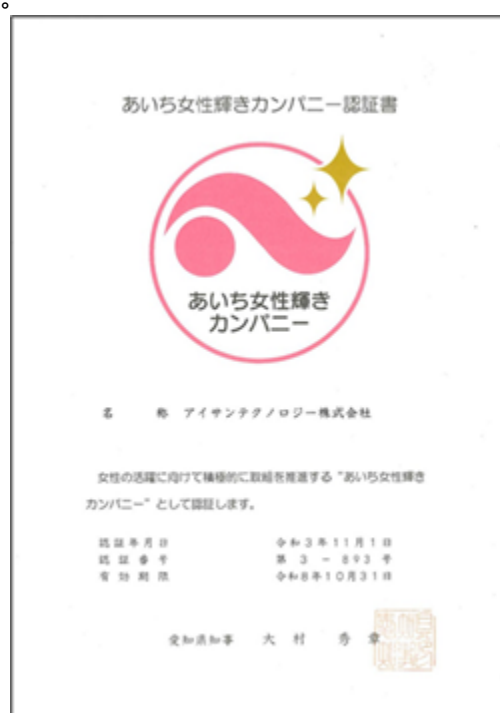 。
あいち女性輝きカンパニー認証書
あいち女性輝き
カンパニー
名 称 アイサンテクノロジー株式会社
女性の活躍に向けて積極的に取組を推進する“あいち女性輝き
カンパニー”として認証します。
認証年月日 令和3年11月1日
認証番号 第3-893号
有効期限 令和8年10月31日
愛知県知事 大村秀章